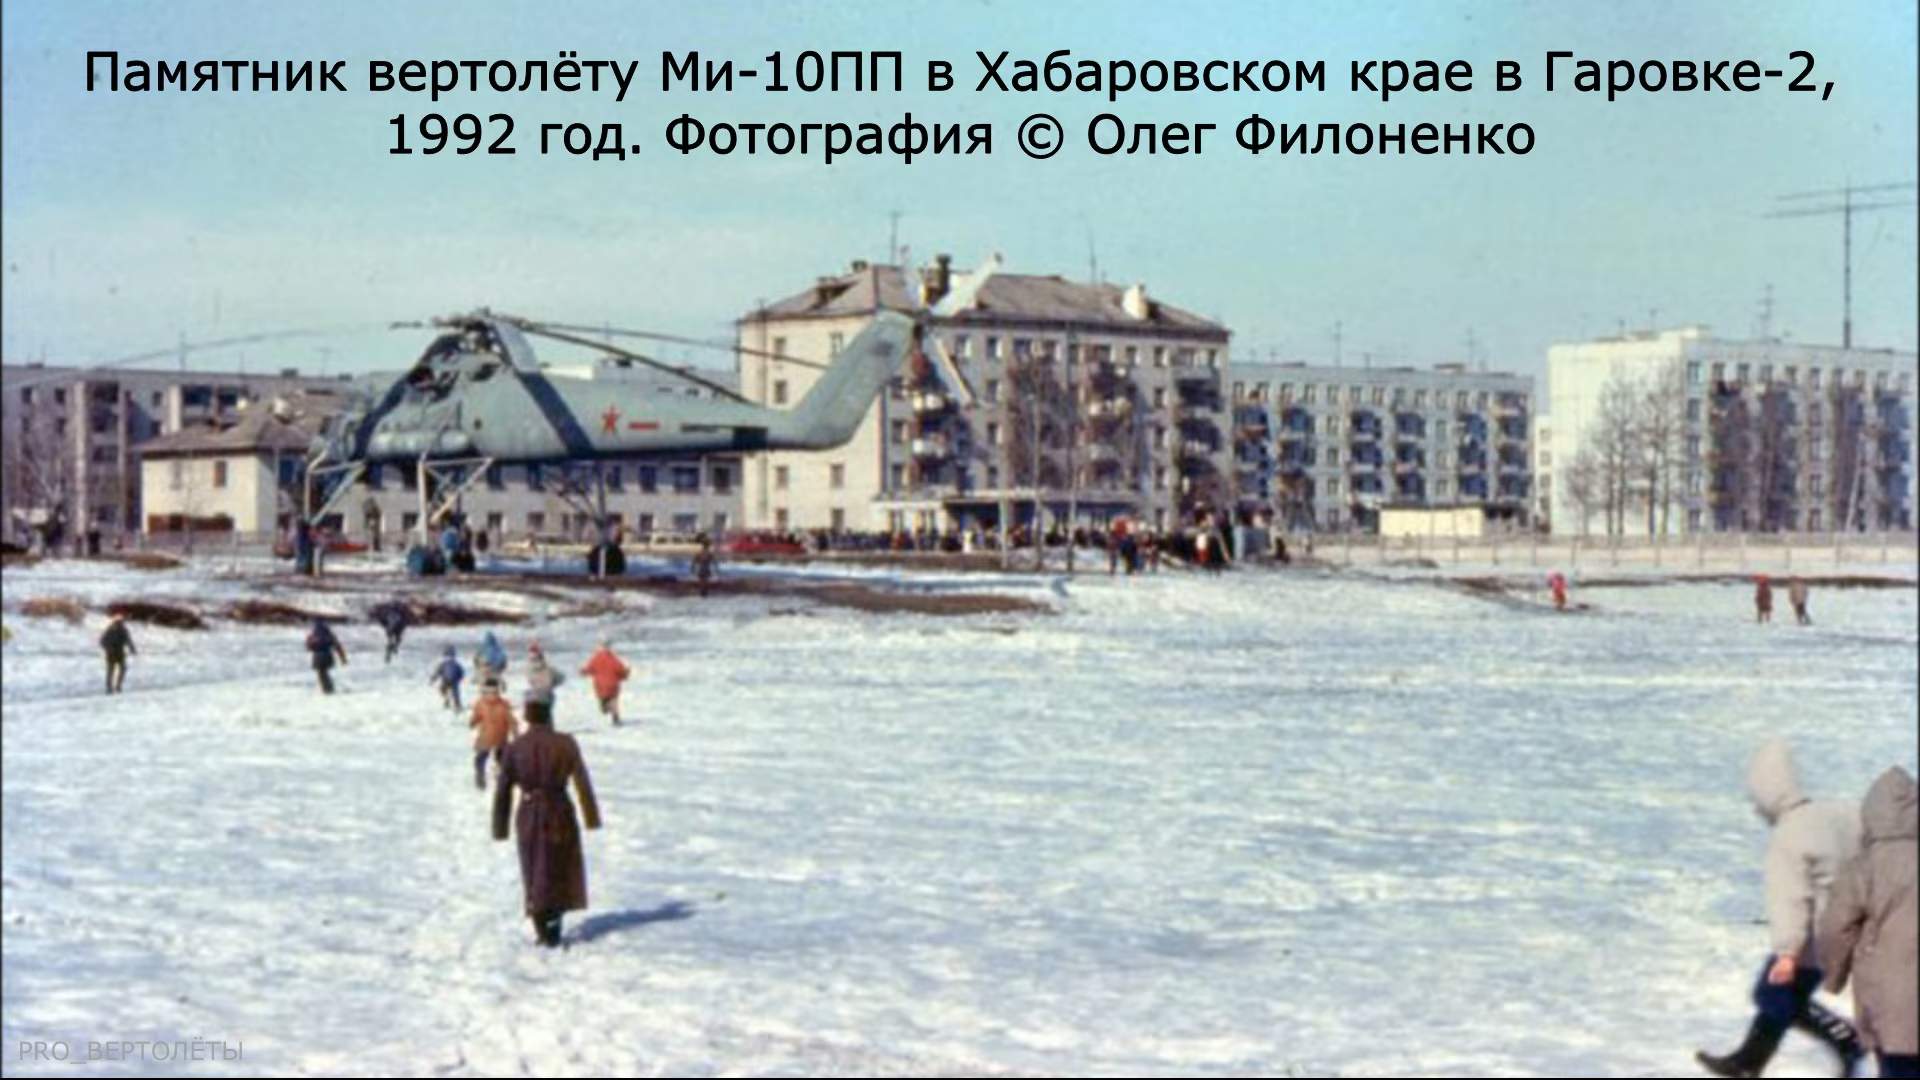 Памятник вертолёту Ми-10ПП в Хабаровском крае в Гаровке-2,
1992 год. Фотография © Олег Филоненко
PRO_ВЕРТОЛЁТЫ